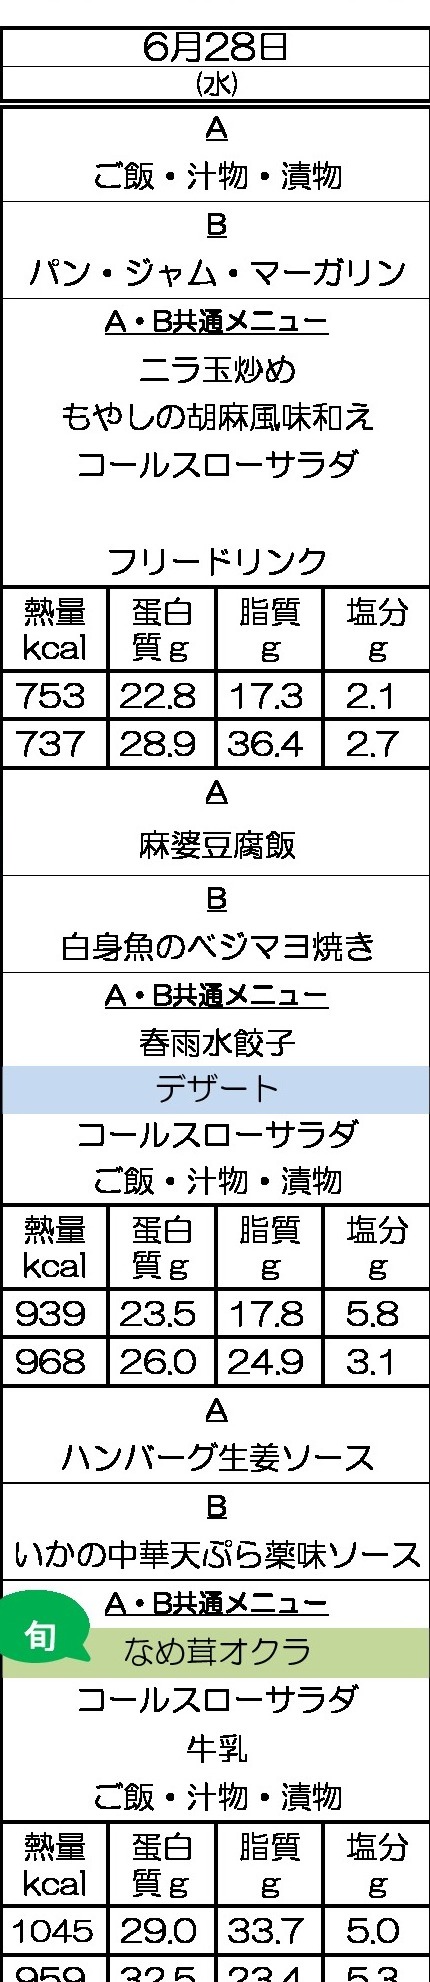 6月28日
(水)
A
ご飯・汁物・漬物
B
パン・ジャム・マーガリン
A・B共通メニュー
ニラ玉炒め
もやしの胡麻風味和え
コールスローサラダ
フリードリンク
熱量 蛋白 脂質 塩分
kcal 質g g g
753 22.8 17.3 2.1
737 28.9 36.4 2.7
A
麻婆豆腐飯
B
白身魚のベジマヨ焼き
A・B共通メニュー
春雨水餃子
デザート
コールスローサラダ
ご飯・汁物・漬物
熱量 蛋白 脂質 塩分
kcal 質g g g
939 23.5 17.8 5.8
968 26.0 24.9 3.1
A
ハンバーグ生姜ソース
B
いかの中華天ぷら薬味ソース
A・B共通メニュー
旬
なめ茸オクラ
コールスローサラダ
牛乳
ご飯・汁物・漬物
熱量 蛋白 脂質 塩分
kcal 質g g g
1045 29.0 33.7 5.0
959 32.5 23.4 5.3